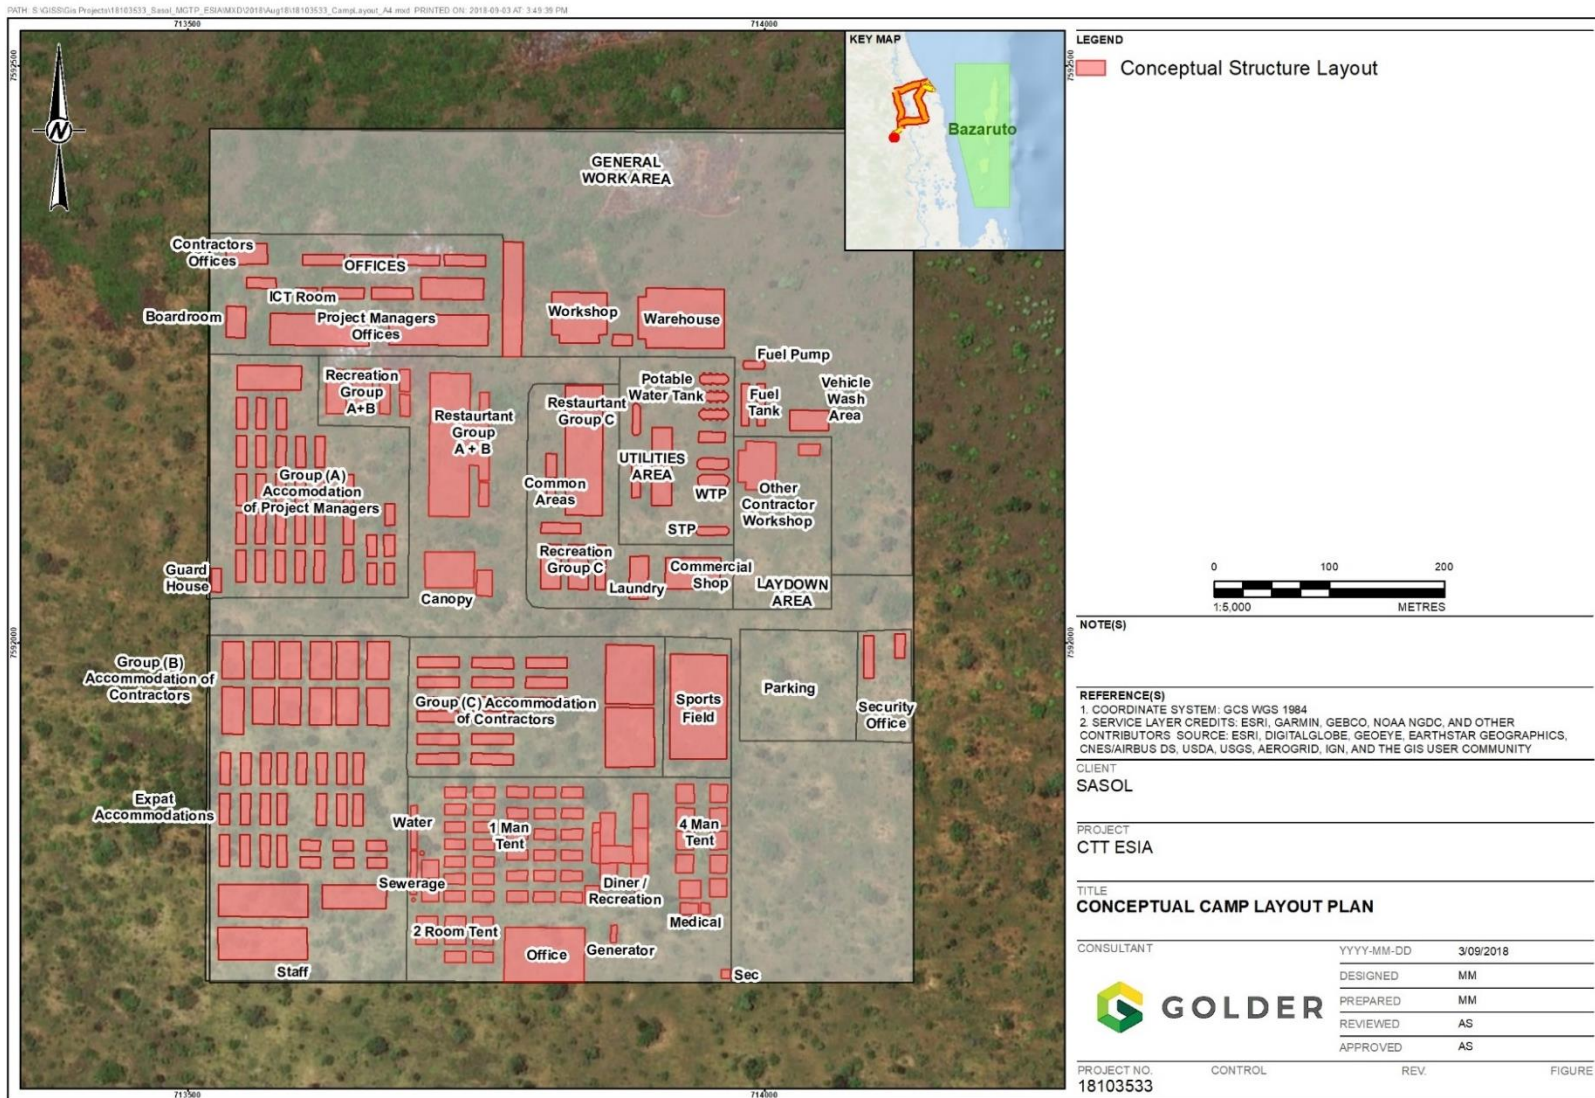 PATH: S:\GISS\Gis Projects\18103533_Sasol_MGTP_ESIA\MXD\2018\Aug18\18103533_CampLayout_A4.mxd PRINTED ON: 2018-09-03 AT: 3:49:39 PM
713500
714000
7592500
7592500
KEY MAP
Bazaruto
N
GENERAL
WORK AREA
Contractors
Offices
OFFICES
ICT Room
Boardroom
Project Managers
Offices
Workshop
Warehouse
Fuel Pump
Recreation
Group
A+B
Restaurtant
Group
A + B
Restaurtant
Group C
Potable
Water Tank
Fuel
Tank
Vehicle
Wash
Area
Group (A)
Accomodation
of Project Managers
Common
Areas
UTILITIES
AREA
WTP
Other
Contractor
Workshop
STP
Guard
House
Canopy
Recreation
Group C
Laundry
Commercial
Shop
LAYDOWN
AREA
7592000
7592000
Group (B)
Accommodation of
Contractors
Group (C) Accommodation
of Contractors
Sports
Field
Parking
Security
Office
Expat
Accommodations
Water
1 Man
Tent
4 Man
Tent
Sewerage
Diner /
Recreation
Medical
2 Room Tent
Office
Generator
Staff
Sec
713500
714000
LEGEND
Conceptual Structure Layout
0 100 200
1:5,000 METRES
NOTE(S)
REFERENCE(S)
1. COORDINATE SYSTEM: GCS WGS 1984
2. SERVICE LAYER CREDITS: ESRI, GARMIN, GEBCO, NOAA NGDC, AND OTHER
CONTRIBUTORS SOURCE: ESRI, DIGITALGLOBE, GEOEYE, EARTHSTAR GEOGRAPHICS,
CNES/AIRBUS DS, USDA, USGS, AEROGRID, IGN, AND THE GIS USER COMMUNITY
CLIENT
SASOL
PROJECT
CTT ESIA
TITLE
CONCEPTUAL CAMP LAYOUT PLAN
CONSULTANT
GOLDER
YYYY-MM-DD 3/09/2018
DESIGNED MM
PREPARED MM
REVIEWED AS
APPROVED AS
PROJECT NO. CONTROL REV. FIGURE
18103533